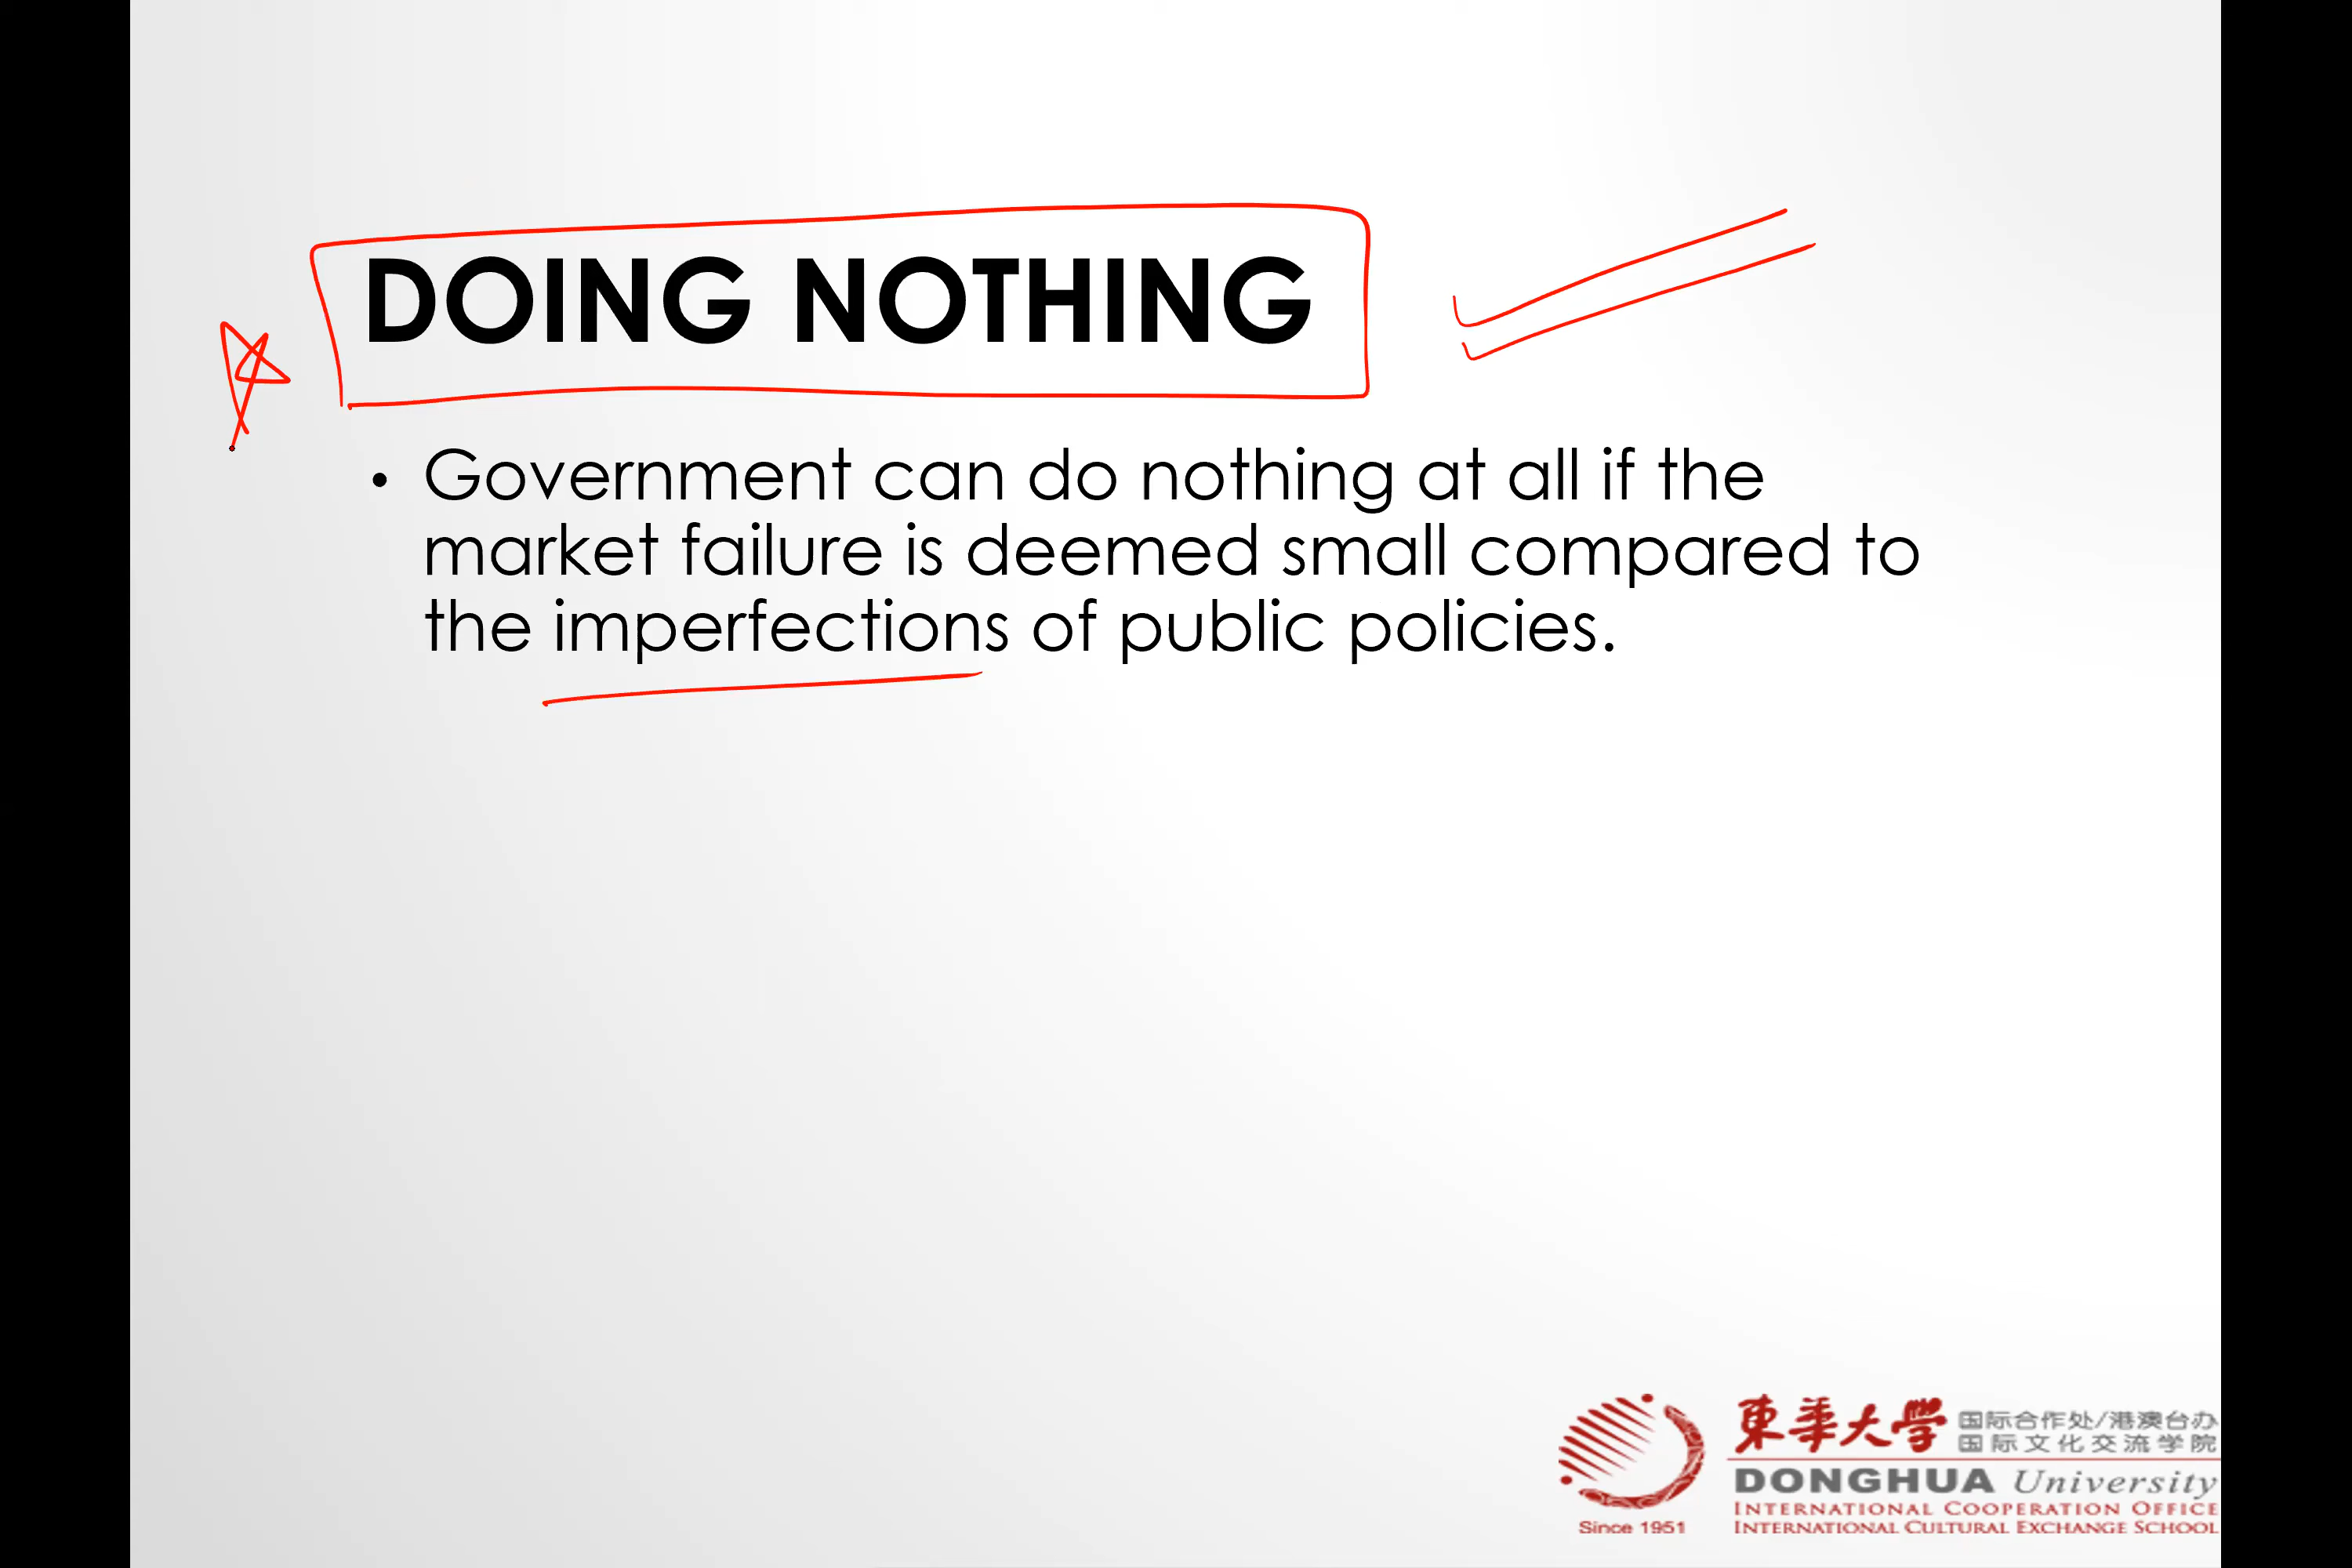 DOING NOTHING
• Government can do nothing at all if the
market failure is deemed small compared to
the imperfections of public policies.
Since 1951
東華大學
国际合作处/港澳台办
国际文化交流学院
DONGHUA University
INTERNATIONAL COOPERATION OFFICE
INTERNATIONAL CULTURAL EXCHANGE SCHOOL